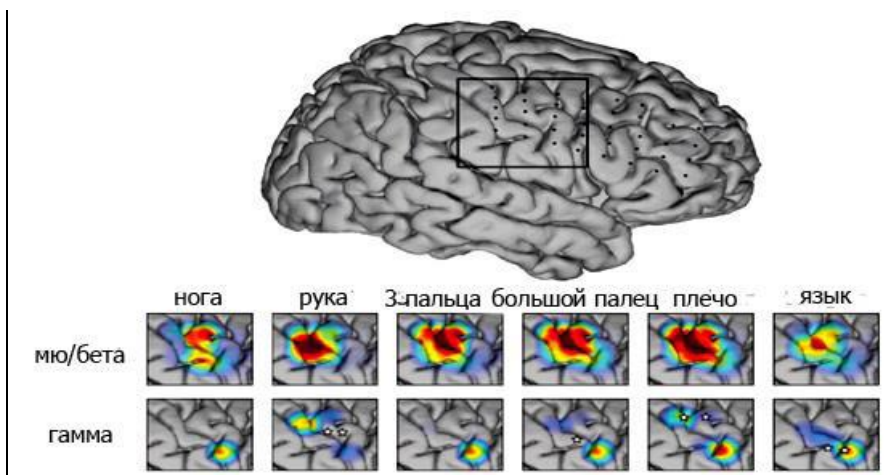 нога рука 3-пальца большой палец плечо язык
мю/бета
гамма